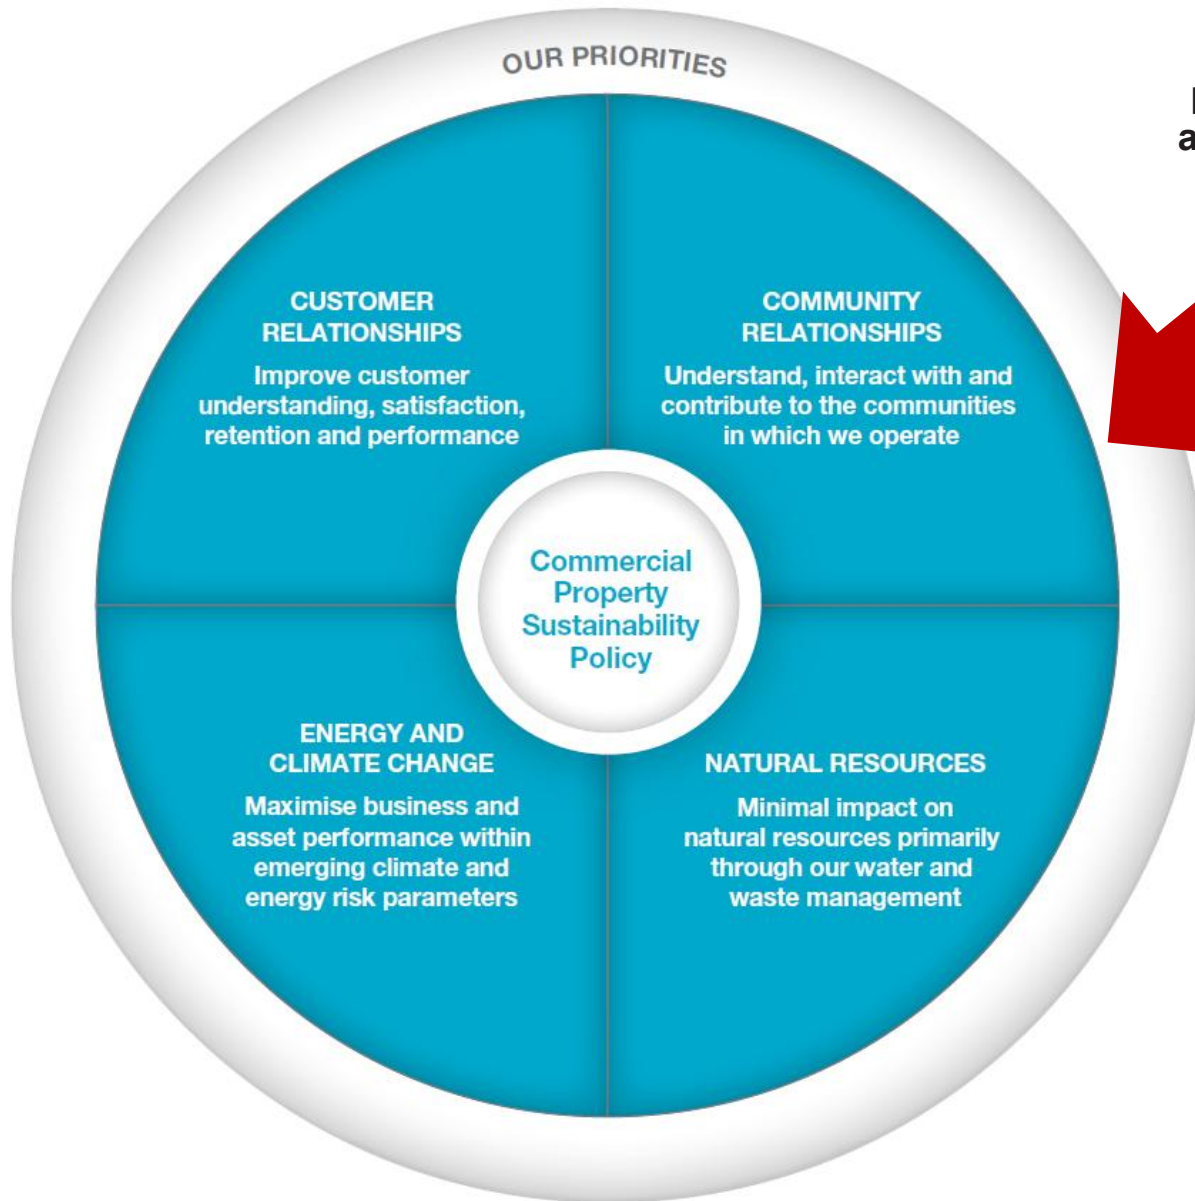 OUR PRIORITIES
CUSTOMER
RELATIONSHIPS
Improve customer
understanding, satisfaction,
retention and performance
COMMUNITY
RELATIONSHIPS
Understand, interact with and
contribute to the communities
in which we operate
Commercial
Property
Sustainability
Policy
ENERGY AND
CLIMATE CHANGE
Maximise business and
asset performance within
emerging climate and
energy risk parameters
NATURAL RESOURCES
Minimal impact on
natural resources primarily
through our water and
waste management